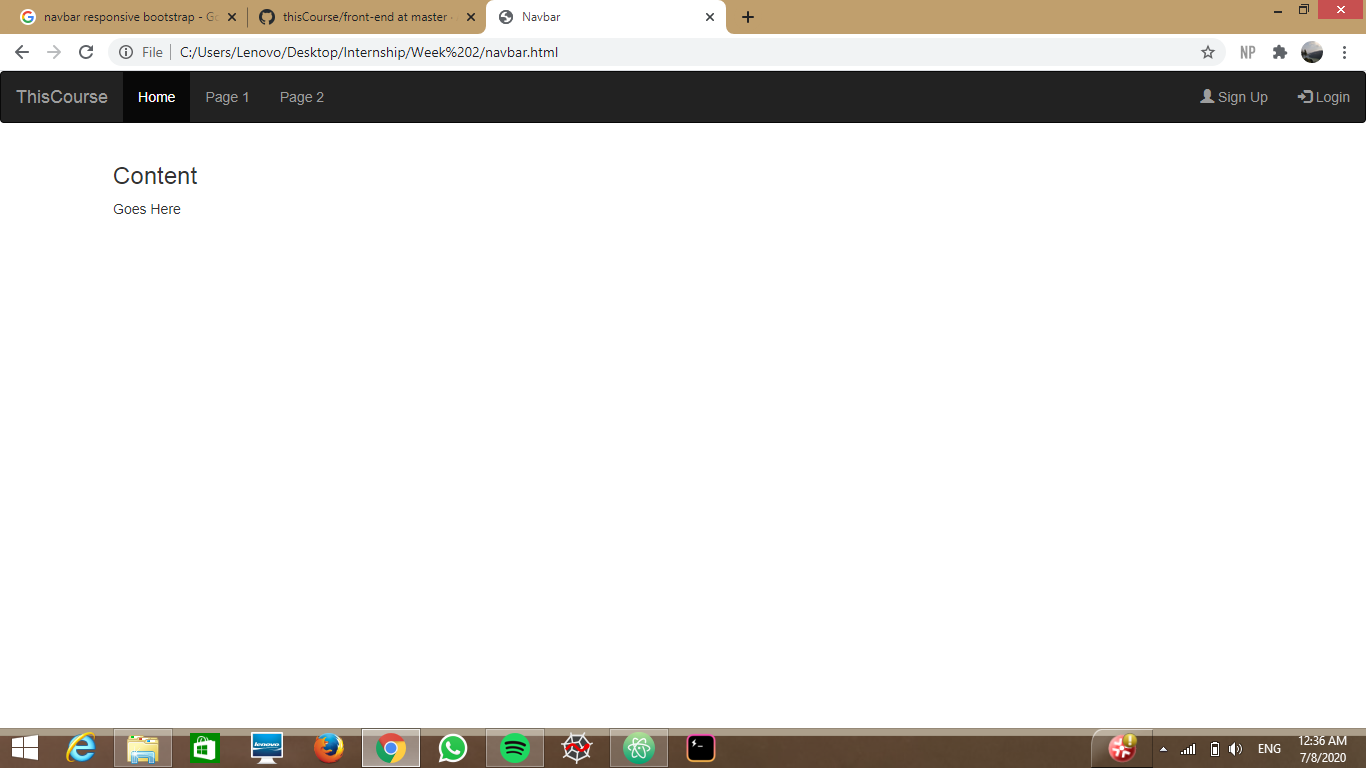 navbar responsive bootstrap - Go
thisCourse/front-end at master ·
Navbar
File
C:/Users/Lenovo/Desktop/Internship/Week%202/navbar.html
NP
ThisCourse
Home
Page 1
Page 2
Sign Up
Login
Content
Goes Here
lenovo
ENG
12:36 AM
7/8/2020